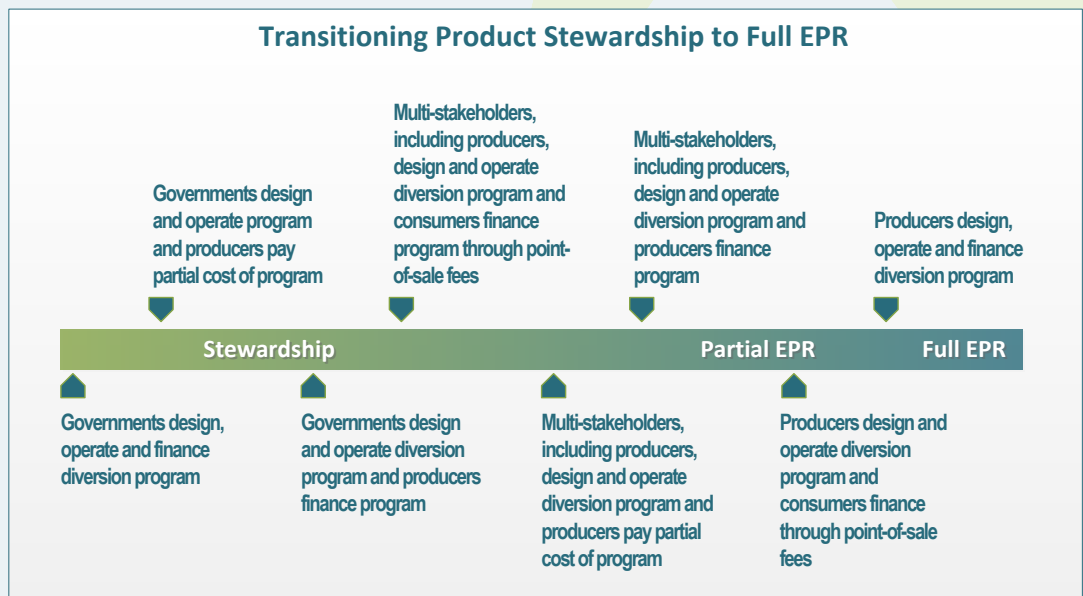 Transitioning Product Stewardship to Full EPR
Governments design
and operate program
and producers pay
partial cost of program
Multi-stakeholders,
including producers,
design and operate
diversion program and
consumers finance
program through point-
of-sale fees
Multi-stakeholders,
including producers,
design and operate
diversion program and
producers finance
program
Producers design,
operate and finance
diversion program
Stewardship
Partial EPR
Full EPR
Governments design,
operate and finance
diversion program
Governments design
and operate diversion
program and producers
finance program
Multi-stakeholders,
including producers,
design and operate
diversion program and
producers pay partial
cost of program
Producers design and
operate diversion
program and
consumers finance
through point-of-sale
fees